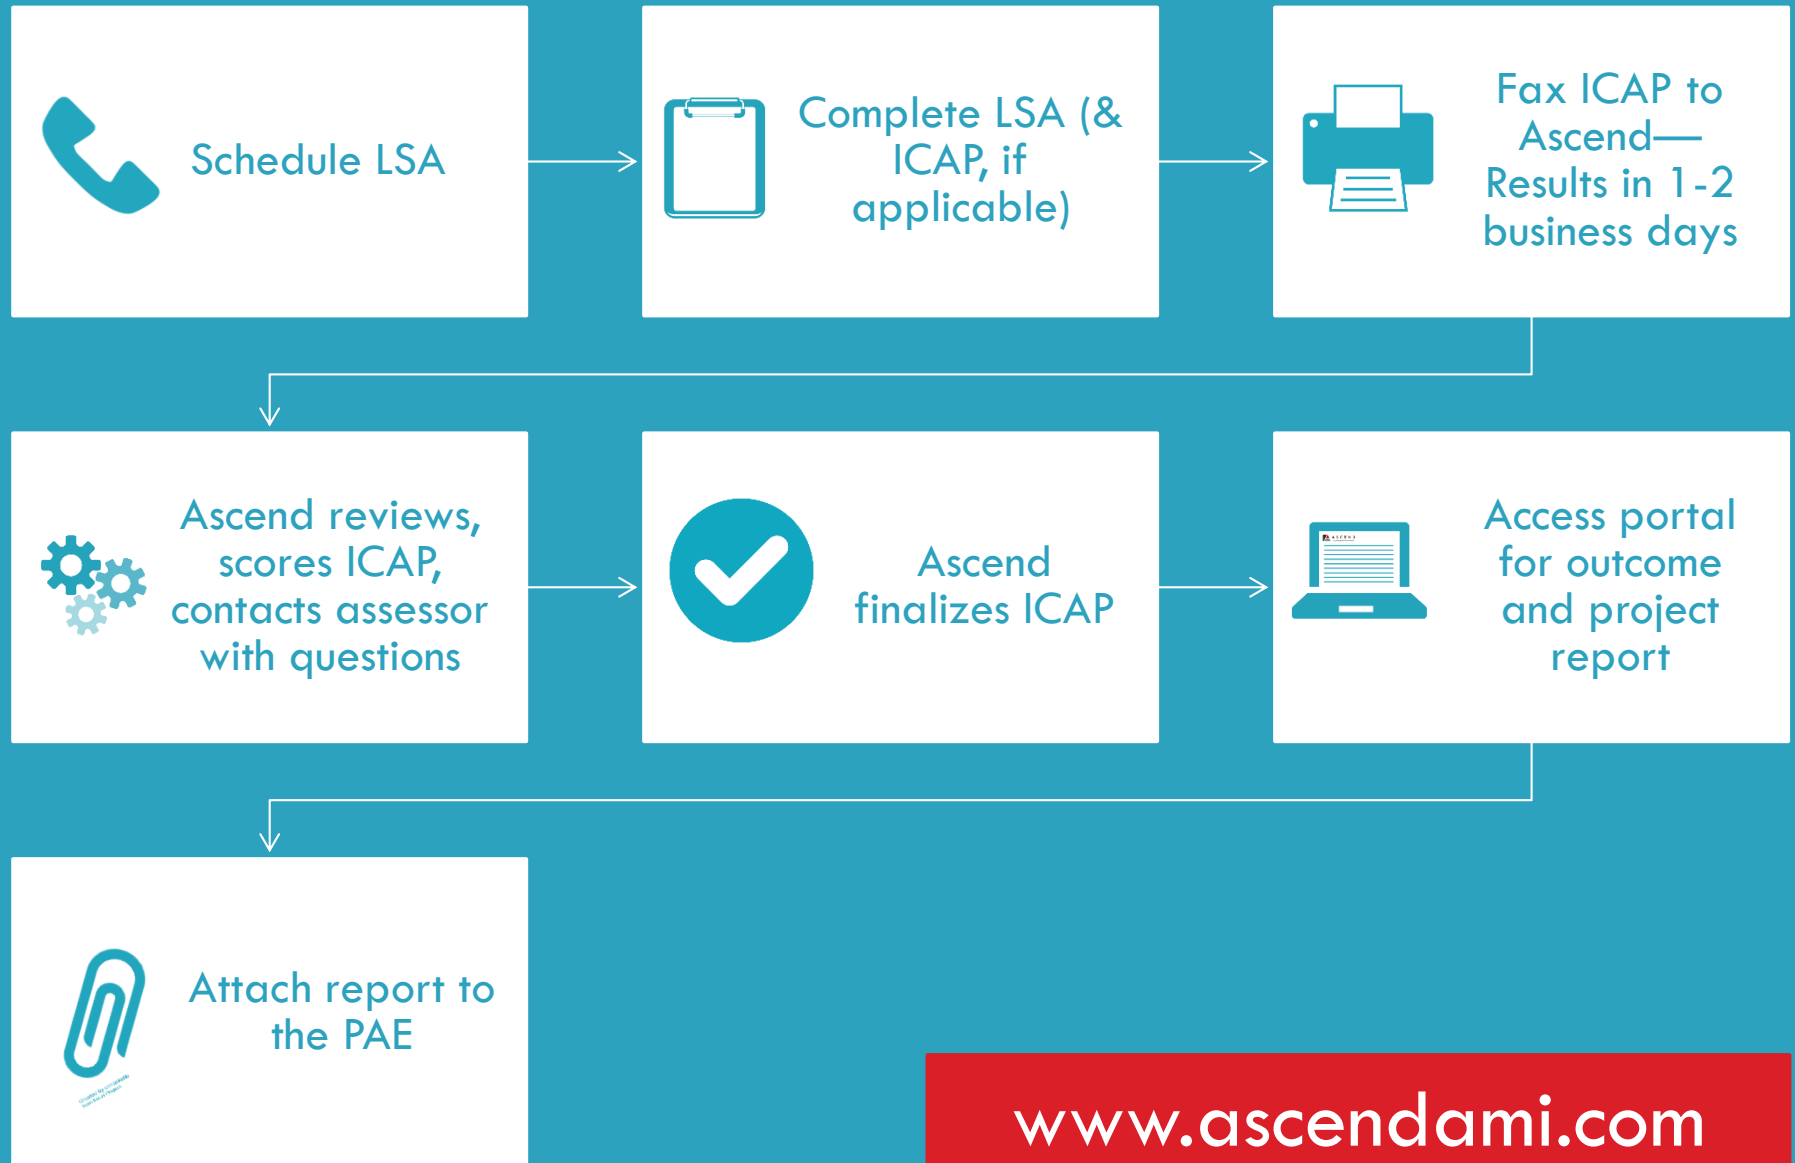 Schedule LSA
Complete LSA (&
ICAP, if
applicable)
Fax ICAP to
Ascend—
Results in 1-2
business days
Ascend reviews,
scores ICAP,
contacts assessor
with questions
Ascend
finalizes ICAP
ASCEND
Access portal
for outcome
and project
report
Attach report to
the PAE
www.ascendami.com